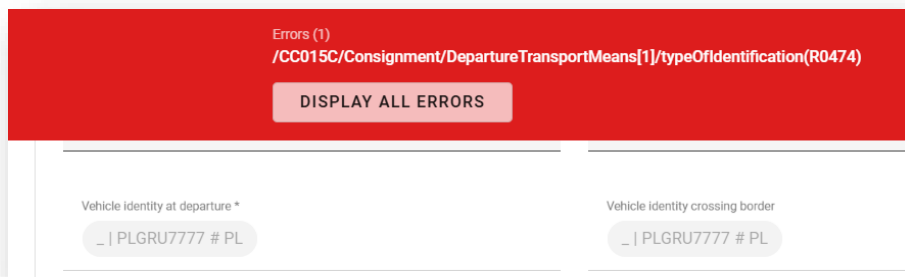 Errors (1)
/CC015C/Consignment/DepartureTransportMeans[1]/typeOfIdentification(R0474)
DISPLAY ALL ERRORS
Vehicle identity at departure * Vehicle identity crossing border
_ | PLGRU7777 # PL _ | PLGRU7777 # PL